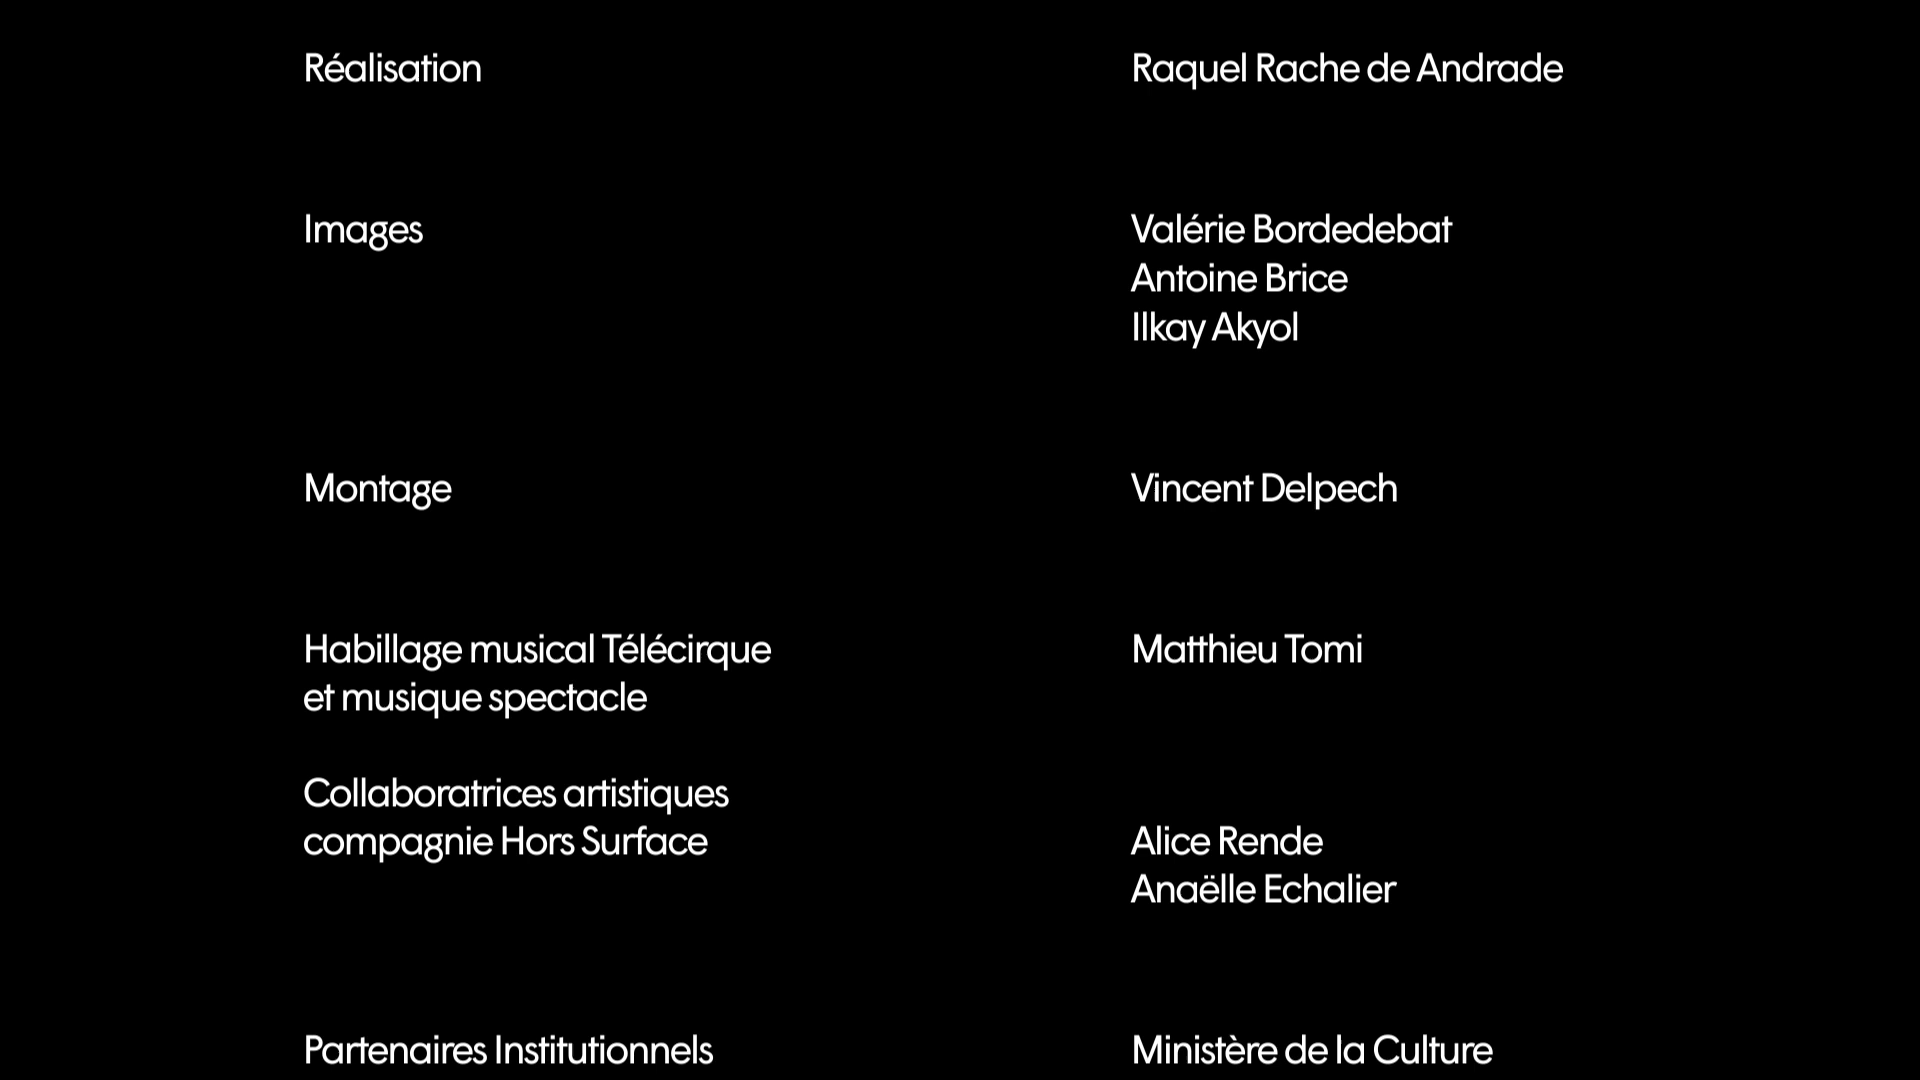 Réalisation
Raquel Rache de Andrade
Images
Valérie Bordedebat
Antoine Brice
Ilkay Akyol
Montage
Vincent Delpech
Habillage musical Télécirque
et musique spectacle
Matthieu Tomi
Collaboratrices artistiques
compagnie Hors Surface
Alice Rende
Anaëlle Echalier
Partenaires Institutionnels
Ministère de la Culture